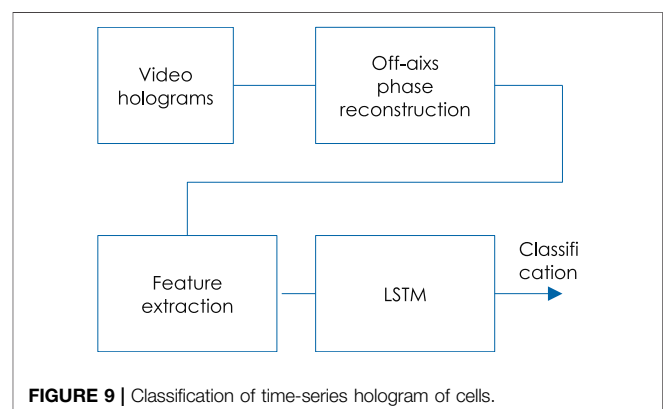 Video
holograms
Off-aixs
phase
reconstruction
Feature
extraction
LSTM
Classifi
cation
FIGURE 9 | Classification of time-series hologram of cells.